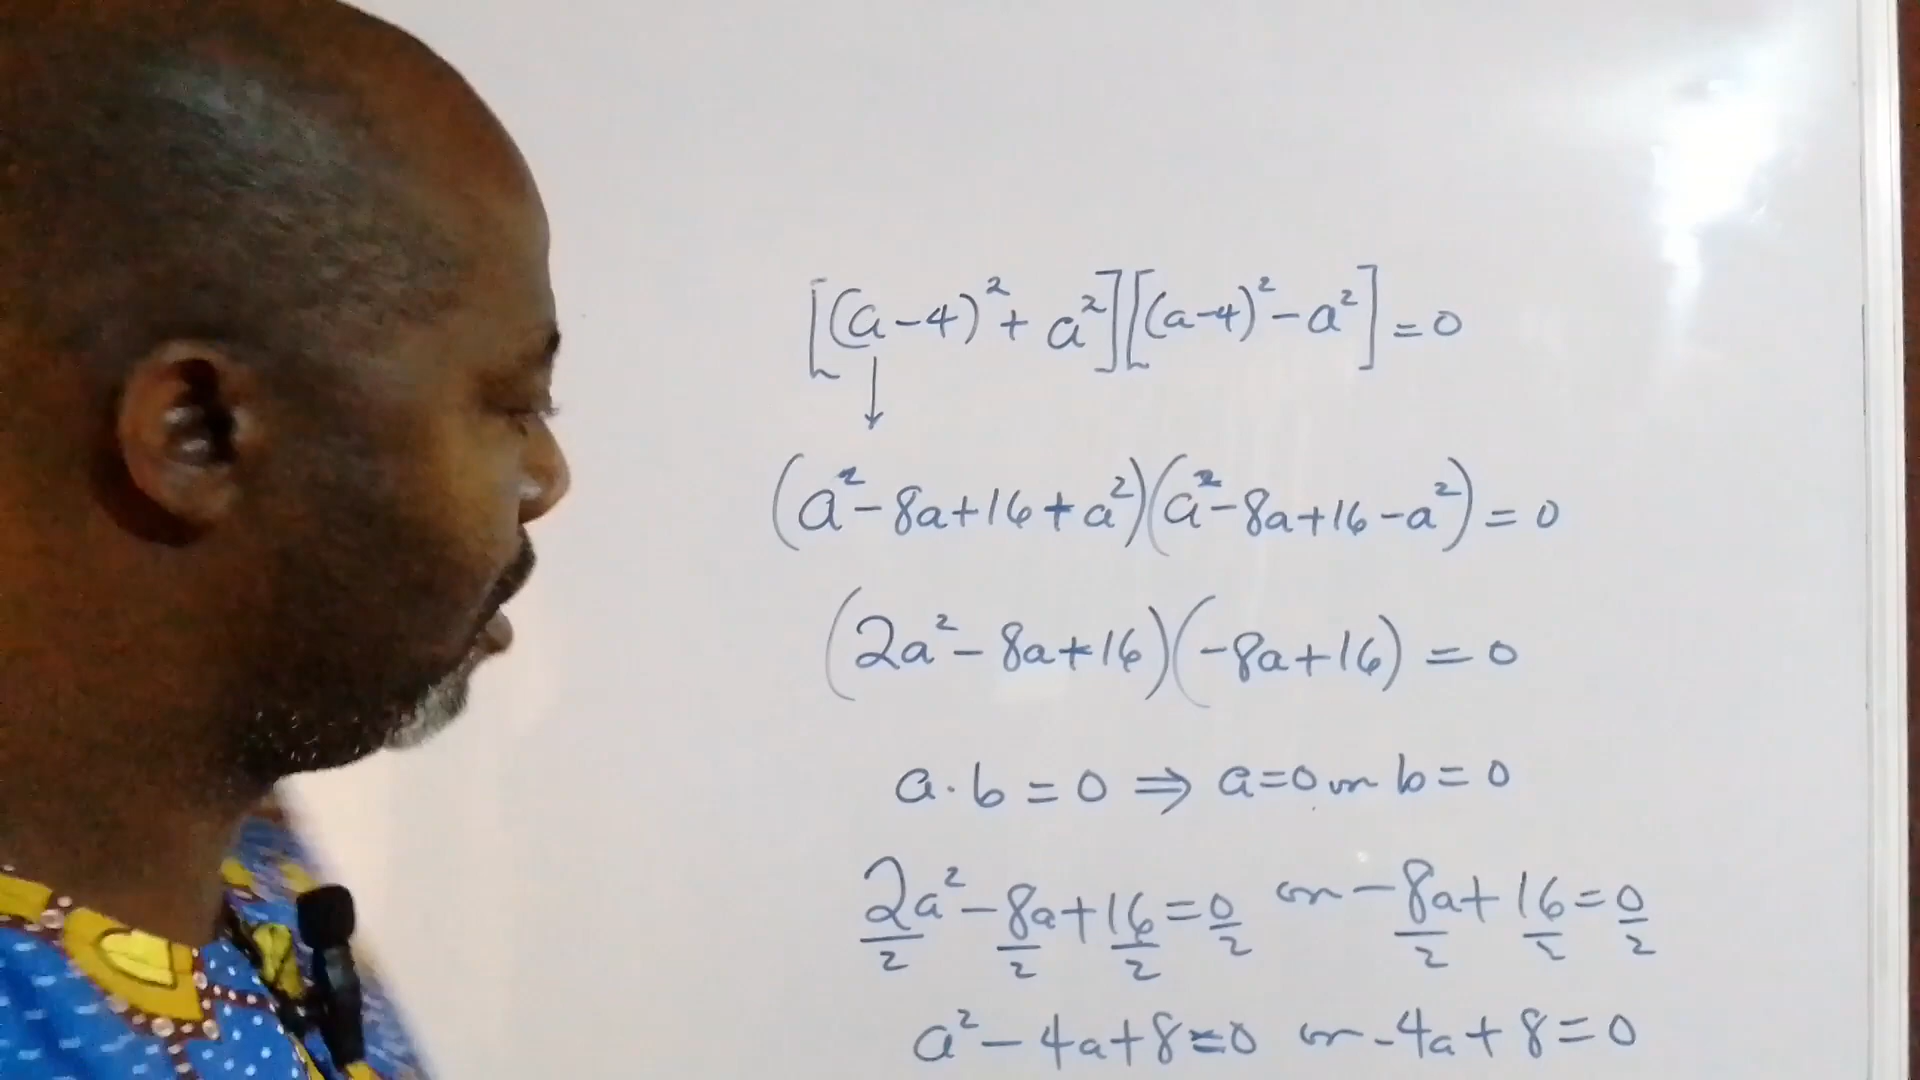 [(a-4)²+a²][(a-4)²-a²]=0
↓
(a²-8a+16+a²)(a²-8a+16-a²)=0
(2a²-8a+16)(-8a+16)=0
a·b=0⇒a=0 or b=0
2a²/2-8a/2+16/2=0/2 or -8a/2+16/2=0/2
a²-4a+8=0 or -4a+8=0